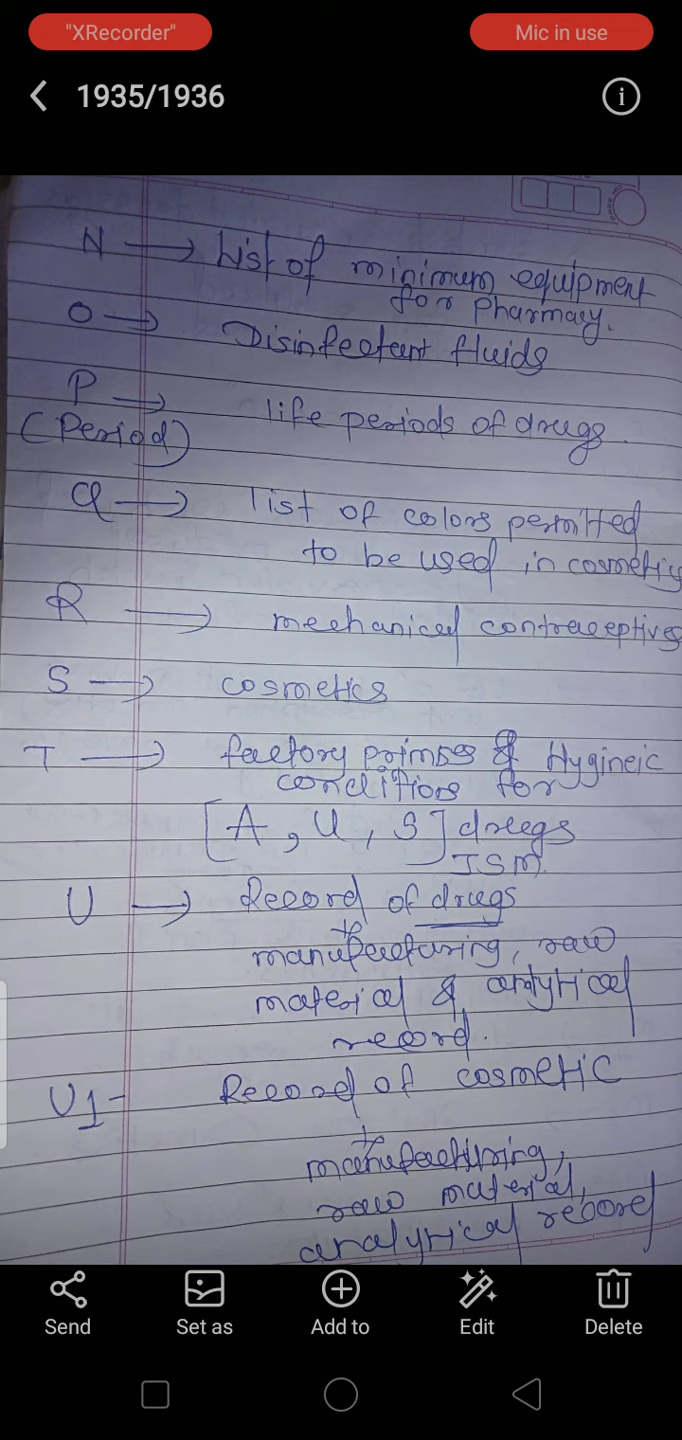 "XRecorder" Mic in use
1935/1936
N → List of minimum equipment
for Pharmacy.
O → Disinfectant fluids
P → life periods of drugs.
(Period)
Q → list of colors permitted
to be used in cosmetics
R → mechanical contraceptives
S → cosmetics
T → factory primses & Hygineic
conditions for
[A, U, S] drugs
ISM.
U → Record of drugs
+
manufacturing, raw
material & analytical
record.
U1- Record of cosmetic
+
manufacturing,
raw material,
analytical record
Send Set as Add to Edit Delete